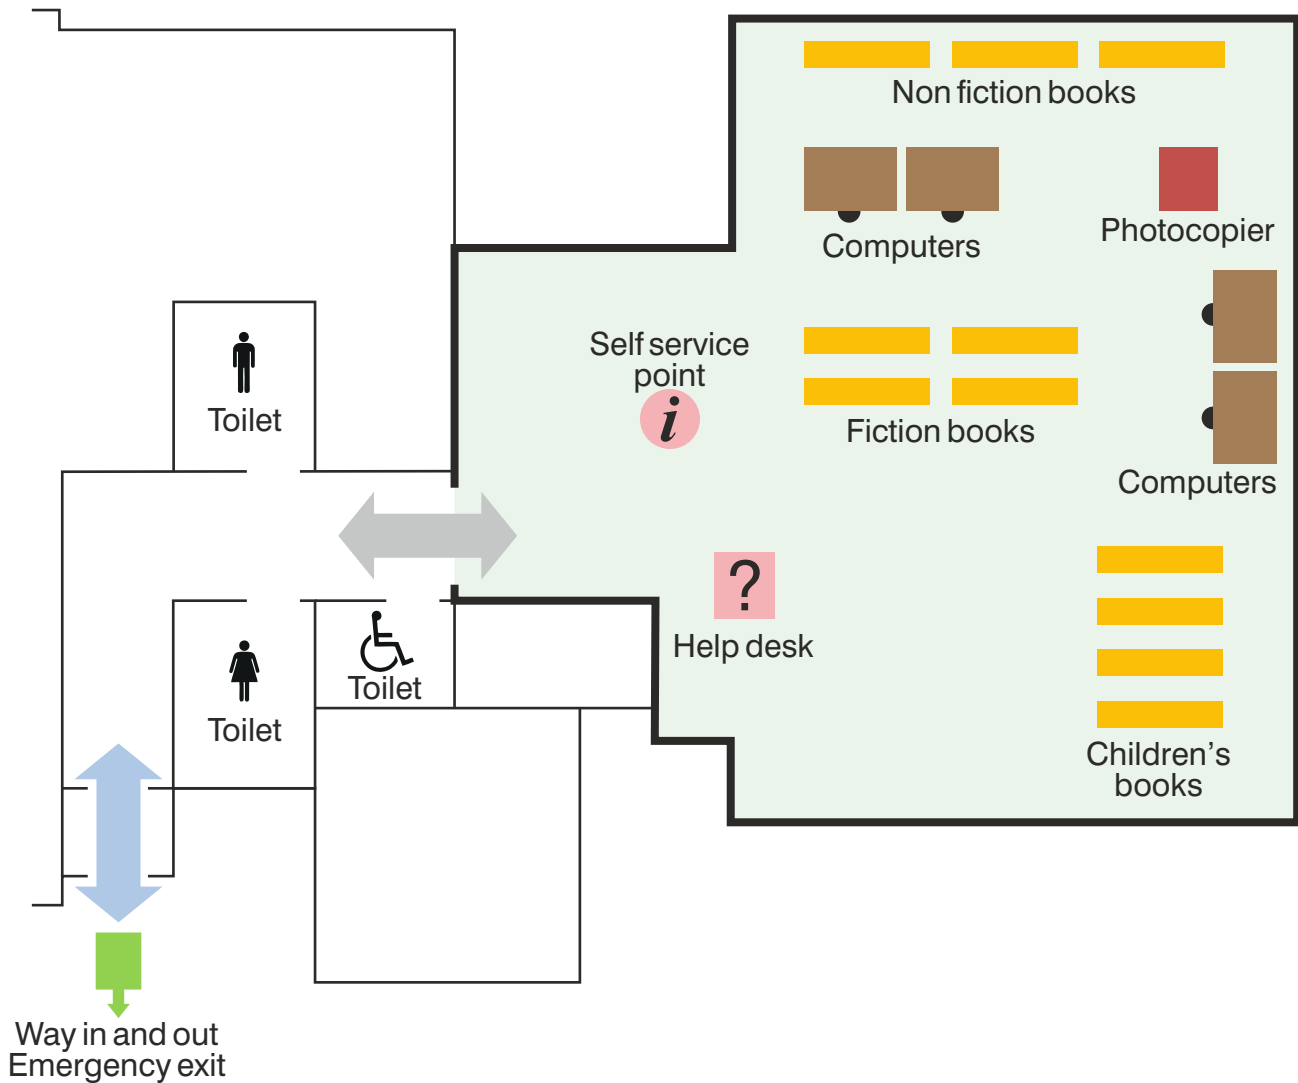 Non fiction books
Computers
Photocopier
Self service
point
i
Fiction books
Computers
Toilet
?
Help desk
Toilet
Toilet
Children's
books
Way in and out
Emergency exit